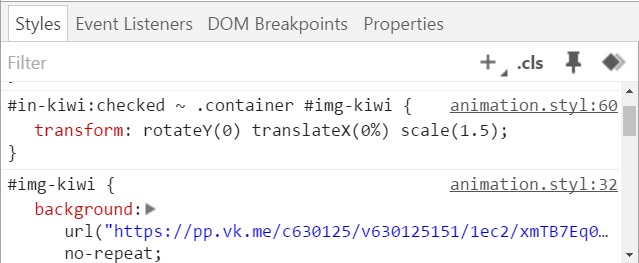 Styles Event Listeners DOM Breakpoints Properties
Filter + .cls
}
#in-kiwi:checked ~ .container #img-kiwi { animation.styl:60
transform: rotateY(0) translateX(0%) scale(1.5);
}
#img-kiwi { animation.styl:32
background:
url("https://pp.vk.me/c630125/v630125151/1ec2/xmTB7Eq0…
no-repeat;